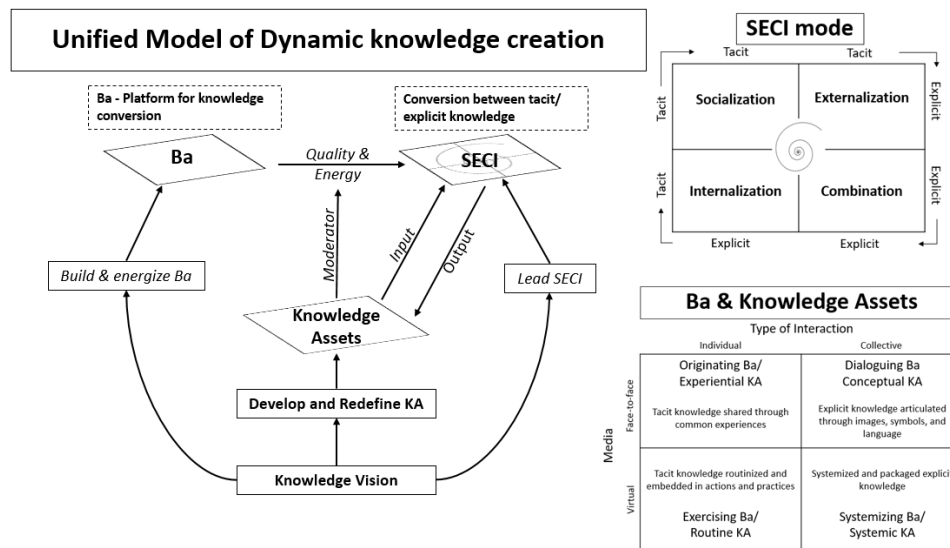 Unified Model of Dynamic knowledge creation
Ba - Platform for knowledge
conversion
Conversion between tacit/
explicit knowledge
Ba
Quality &
Energy
SECI
Moderator
Input
Output
Build & energize Ba
Lead SECI
Knowledge
Assets
Develop and Redefine KA
Knowledge Vision
SECI mode
Tacit
Tacit
Tacit
Socialization
Externalization
Explicit
Tacit
Internalization
Combination
Explicit
Explicit
Explicit
Ba & Knowledge Assets
Type of Interaction
Individual
Collective
Media
Face-to-face
Originating Ba/
Experiential KA
Tacit knowledge shared through
common experiences
Dialoguing Ba
Conceptual KA
Explicit knowledge articulated
through images, symbols, and
language
Virtual
Tacit knowledge routinized and
embedded in actions and practices
Exercising Ba/
Routine KA
Systemized and packaged explicit
knowledge
Systemizing Ba/
Systemic KA